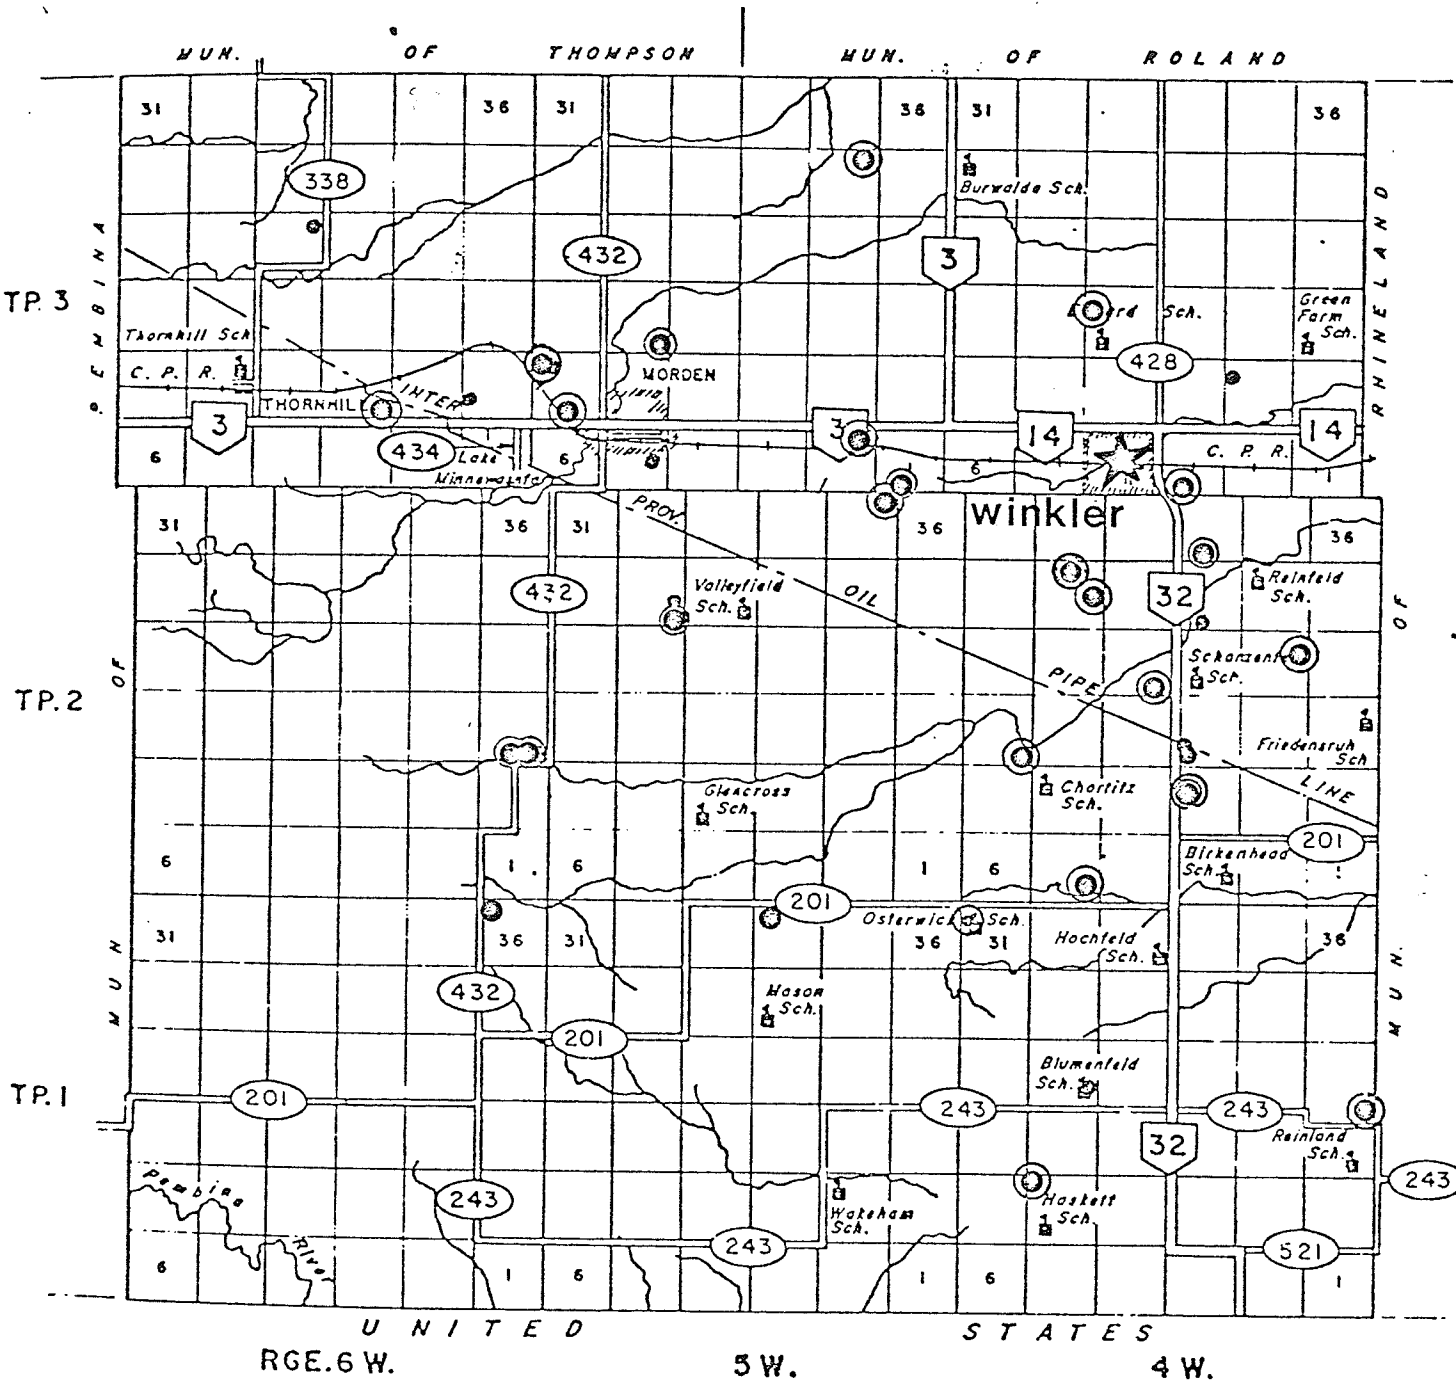 MUN. OF THOMPSON MUN. OF ROLAND
31 36 31 36 31 36
338
Burwalde Sch.
432
3
PEMBINA
RHINELAND
TP. 3
Green
Farm
Sch.
Sch.
Thornhill Sch
428
MORDEN
C. P. R.
INTER
THORNHILL
3
3
14
14
434
Lake
C. P. R.
6
6
6
winkler
31 36 31 36 36
PROV.
OIL
PIPE
LINE
432
Valleyfield
Sch.
32
Reinfeld
Sch.
OF
OF
Sch.
TP. 2
Friedensruh
Sch
Chortitz
Sch.
Glencross
Sch.
201
Birkenhead
Sch.
6 1 6 1 6
201
Osterwick Sch.
31 36 31 36 31 36
Hochfeld
Sch.
MUN
MUN.
432
Mason
Sch.
201
Blumenfeld
Sch.
TP. 1
201
243
243
Reinland
Sch.
32
243
Pembina
River
243
Haskett
Sch.
Wakeham
Sch.
243
521
6 1 6 1 6 1
UNITED STATES
RGE. 6 W. 5 W. 4 W.